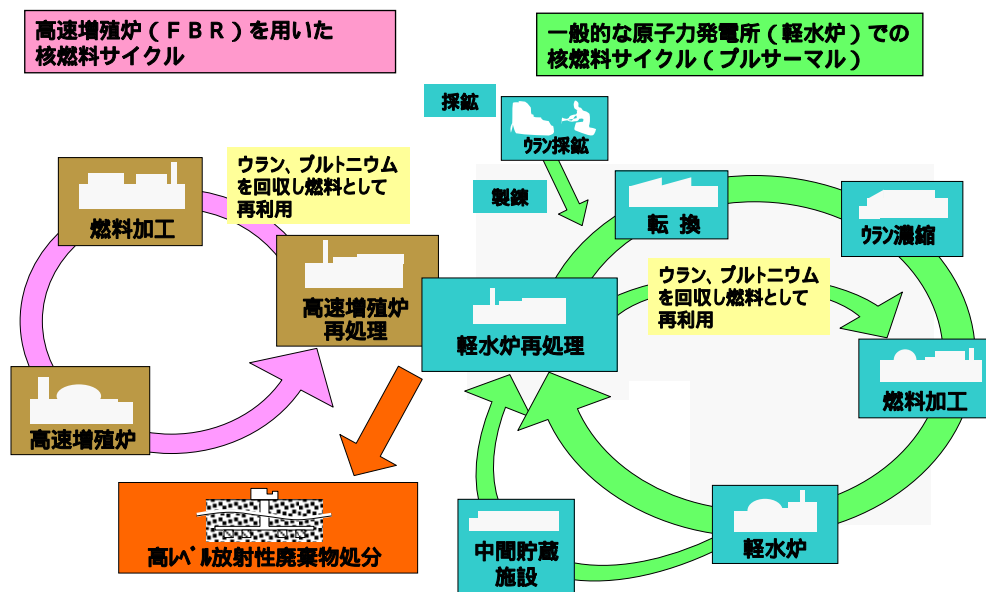 高速増殖炉(FBR)を用いた
核燃料サイクル
一般的な原子力発電所(軽水炉)での
核燃料サイクル(プルサーマル)
採鉱
ウラン採鉱
製錬
転 換
ウラン濃縮
ウラン、プルトニウム
を回収し燃料として
再利用
燃料加工
高速増殖炉
再処理
軽水炉再処理
ウラン、プルトニウム
を回収し燃料として
再利用
燃料加工
高速増殖炉
高レベル放射性廃棄物処分
中間貯蔵
施設
軽水炉